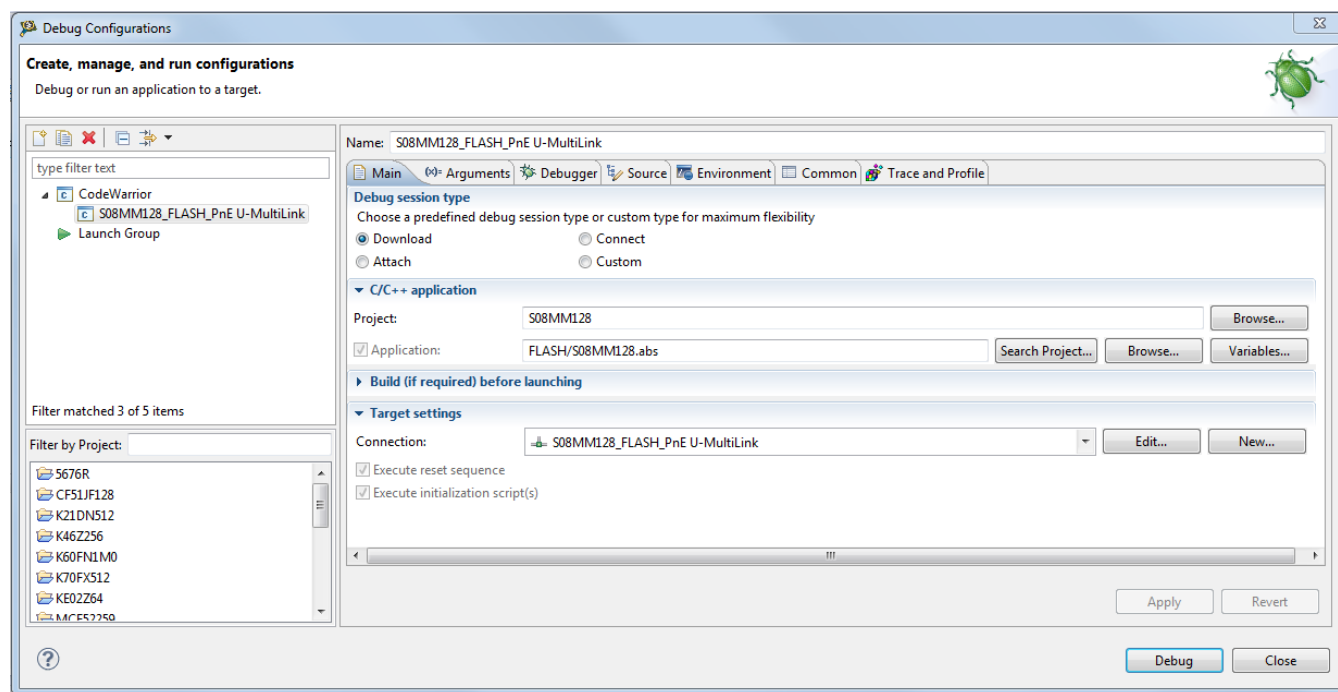 Debug Configurations
Create, manage, and run configurations
Debug or run an application to a target.
type filter text
CodeWarrior
S08MM128_FLASH_PnE U-MultiLink
Launch Group
Filter matched 3 of 5 items
Filter by Project:
5676R
CF51JF128
K21DN512
K46Z256
K60FN1M0
K70FX512
KE02Z64
MCF52259
Name: S08MM128_FLASH_PnE U-MultiLink
Main (x)= Arguments Debugger Source Environment Common Trace and Profile
Debug session type
Choose a predefined debug session type or custom type for maximum flexibility
Download Connect
Attach Custom
C/C++ application
Project: S08MM128 Browse...
Application: FLASH/S08MM128.abs Search Project... Browse... Variables...
Build (if required) before launching
Target settings
Connection: S08MM128_FLASH_PnE U-MultiLink Edit... New...
Execute reset sequence
Execute initialization script(s)
Apply Revert
Debug Close